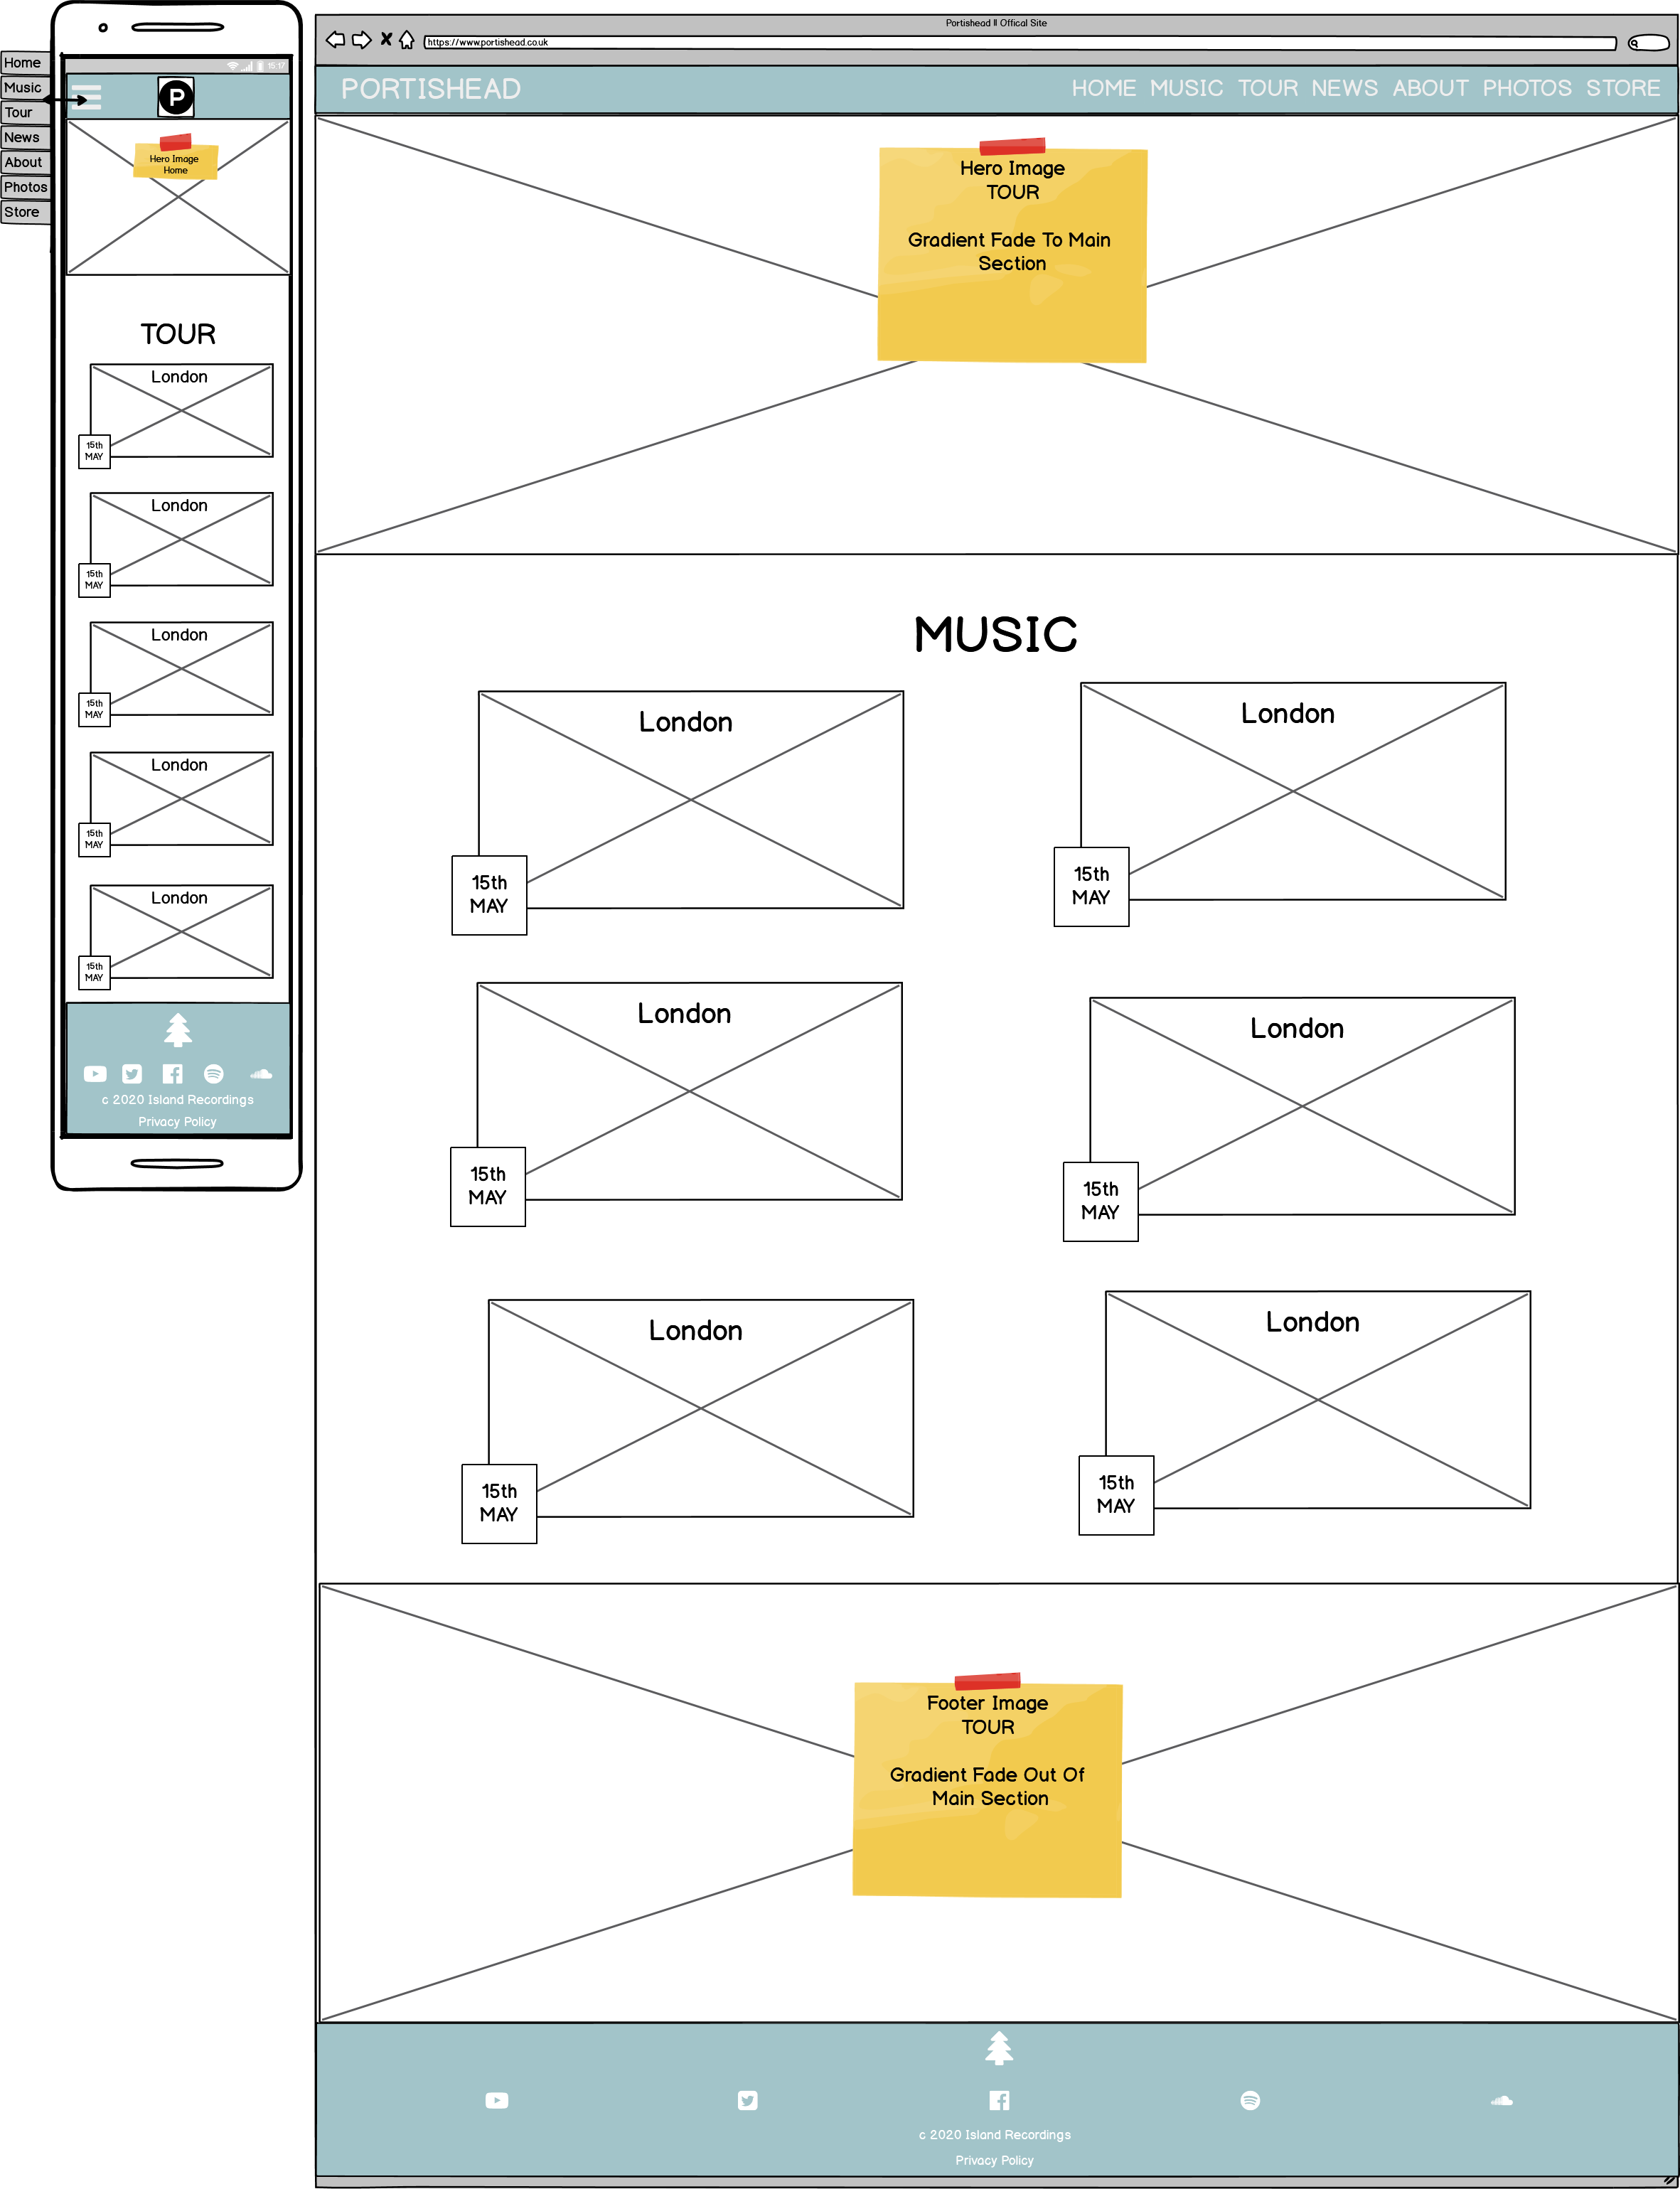 Home
Music
Tour
News
About
Photos
Store
15:17
P
Hero Image
Home
TOUR
London
15th
MAY
London
15th
MAY
London
15th
MAY
London
15th
MAY
London
15th
MAY
c 2020 Island Recordings
Privacy Policy
Portishead || Offical Site
https://www.portishead.co.uk
PORTISHEAD
HOME MUSIC TOUR NEWS ABOUT PHOTOS STORE
Hero Image
TOUR
Gradient Fade To Main
Section
MUSIC
London
15th
MAY
London
15th
MAY
London
15th
MAY
London
15th
MAY
London
15th
MAY
London
15th
MAY
Footer Image
TOUR
Gradient Fade Out Of
Main Section
c 2020 Island Recordings
Privacy Policy